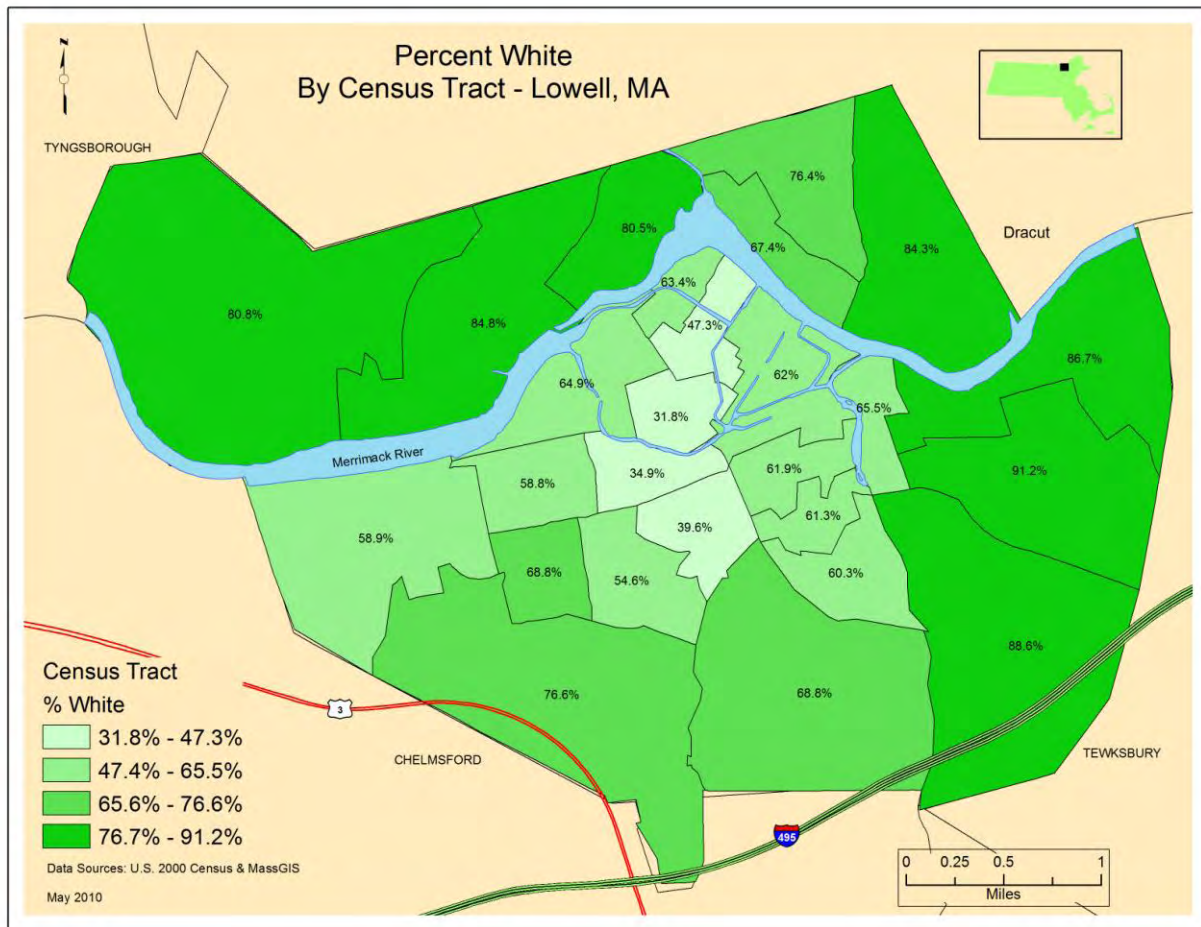 Percent White
By Census Tract - Lowell, MA
N
TYNGSBOROUGH
76.4%
80.5%
Dracut
67.4%
84.3%
63.4%
80.8%
84.8%
47.3%
86.7%
62%
64.9%
65.5%
31.8%
Merrimack River
34.9%
61.9%
91.2%
58.8%
61.3%
39.6%
58.9%
68.8%
54.6%
60.3%
88.6%
76.6%
68.8%
3
CHELMSFORD
TEWKSBURY
495
Census Tract
% White
31.8% - 47.3%
47.4% - 65.5%
65.6% - 76.6%
76.7% - 91.2%
Data Sources: U.S. 2000 Census & MassGIS
May 2010
0 0.25 0.5 1
Miles